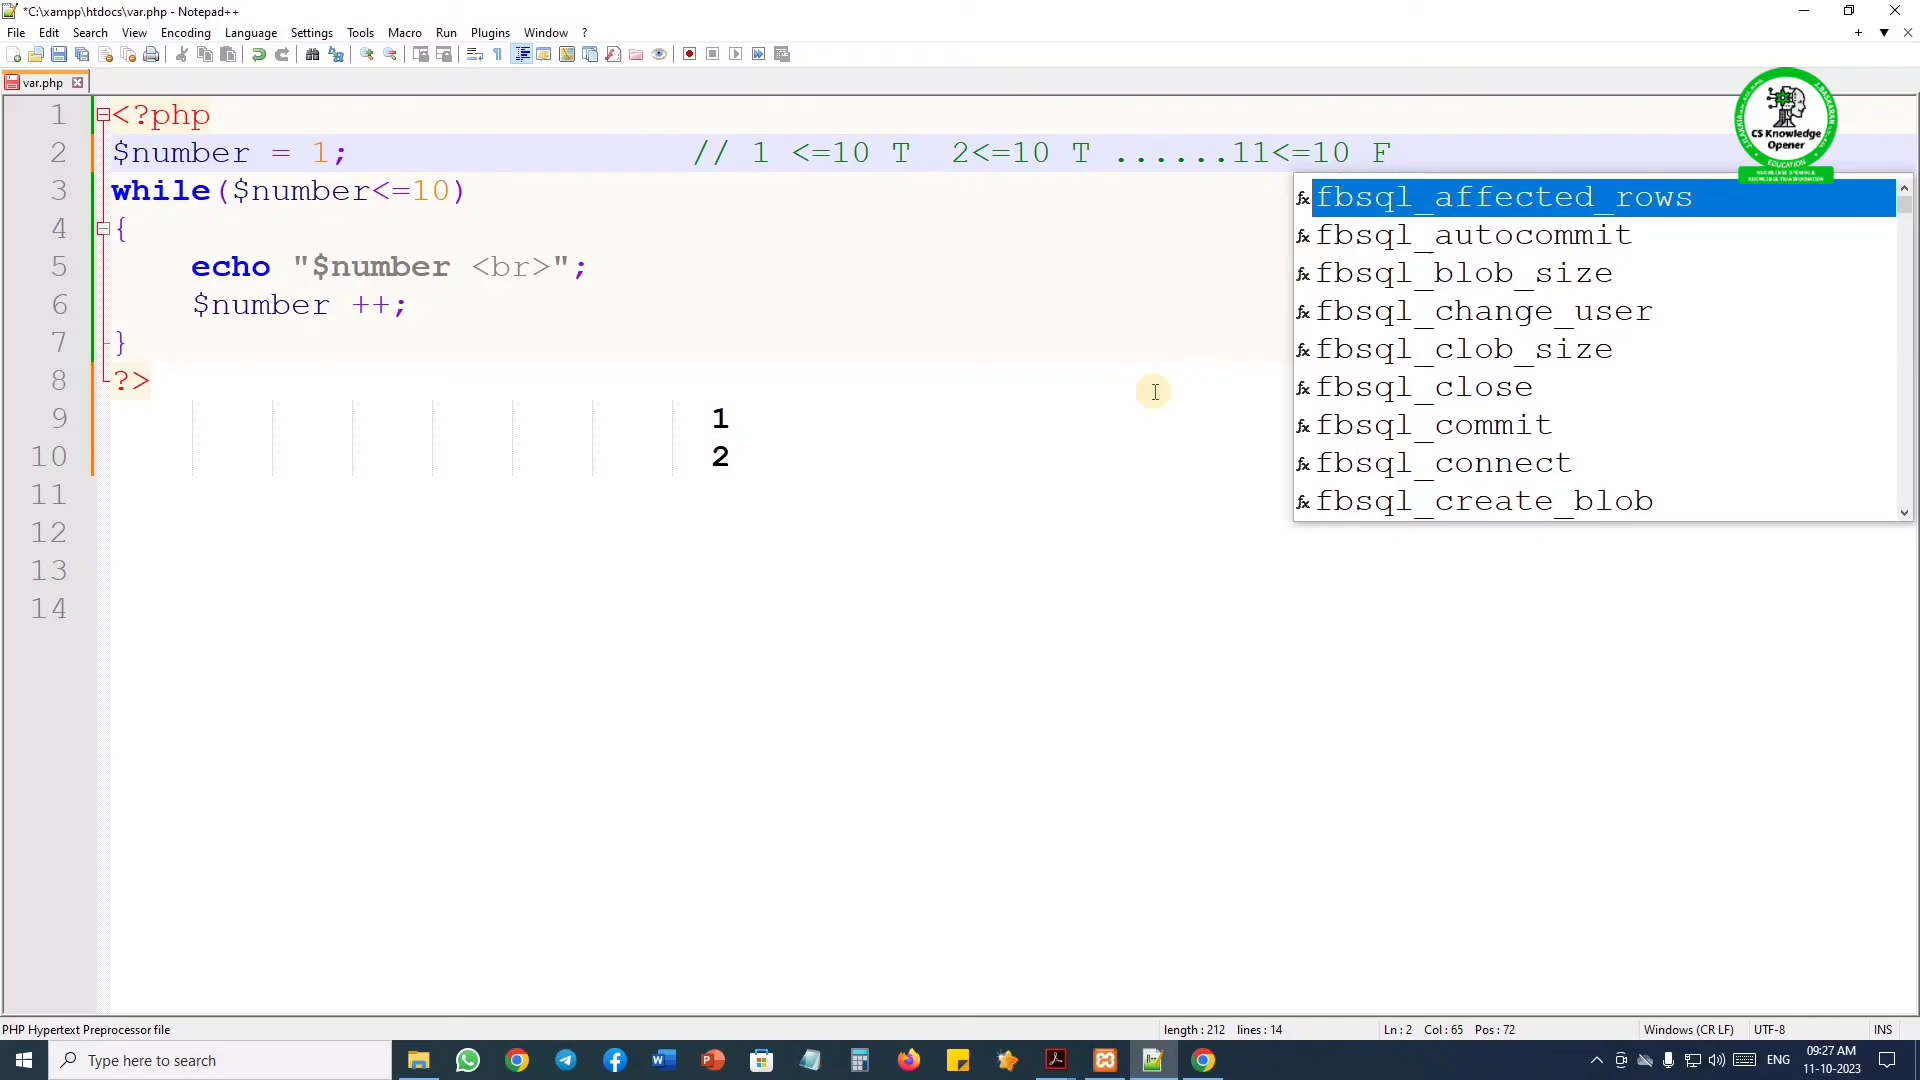 *C:\xampp\htdocs\var.php - Notepad++
File Edit Search View Encoding Language Settings Tools Macro Run Plugins Window ?
var.php
1 <?php
2 $number = 1; // 1 <=10 T 2<=10 T ......11<=10 F
3 while($number<=10)
4 {
5 echo "$number <br>";
6 $number ++;
7 }
8 ?>
9 1
10 2
11
12
13
14
fbsql_affected_rows
fbsql_autocommit
fbsql_blob_size
fbsql_change_user
fbsql_clob_size
fbsql_close
fbsql_commit
fbsql_connect
fbsql_create_blob
CS Knowledge
Opener
EDUCATION
PHP Hypertext Preprocessor file length : 212 lines : 14 Ln : 2 Col : 65 Pos : 72 Windows (CR LF) UTF-8 INS
Type here to search
ENG
09:27 AM
11-10-2023